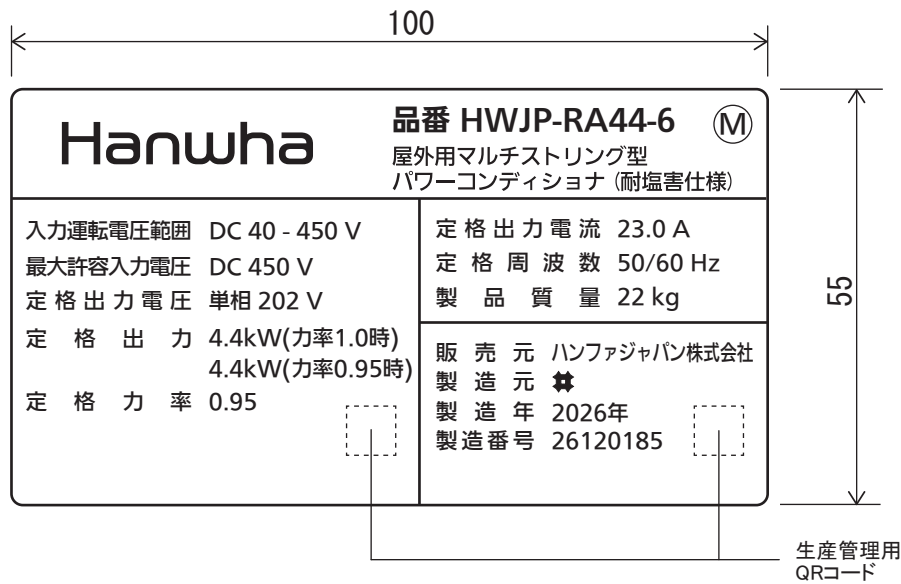 100
Hanwha
品番 HWJP-RA44-6 Ⓜ
屋外用マルチストリング型
パワーコンディショナ (耐塩害仕様)
入力運転電圧範囲 DC 40 - 450 V
最大許容入力電圧 DC 450 V
定格出力電圧 単相 202 V
定格出力 4.4kW(力率1.0時)
4.4kW(力率0.95時)
定格力率 0.95
定格出力電流 23.0 A
定格周波数 50/60 Hz
製品質量 22 kg
販売元 ハンファジャパン株式会社
製造元
製造年 2026年
製造番号 26120185
55
生産管理用
QRコード